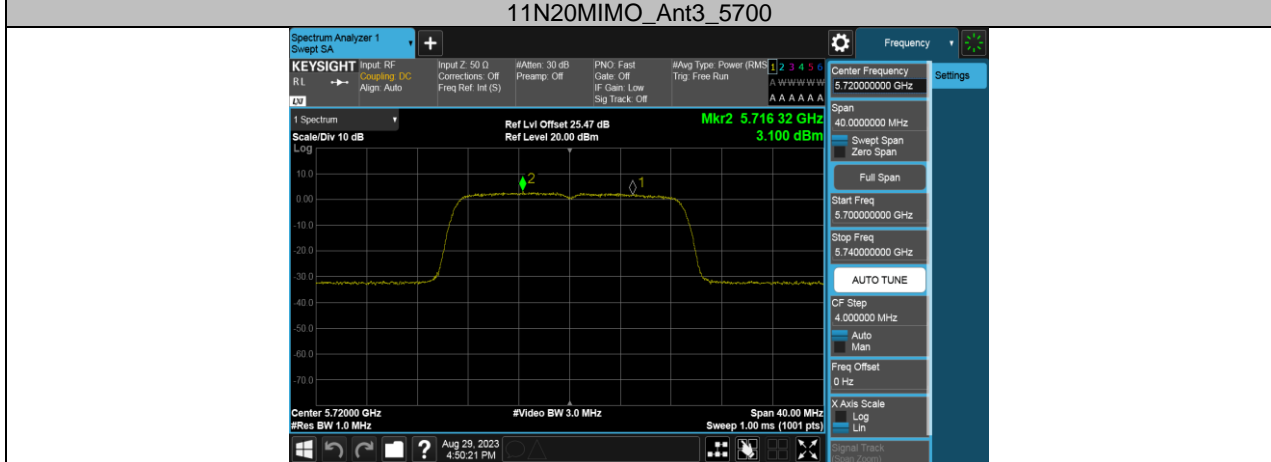 11N20MIMO_Ant3_5700
Spectrum Analyzer 1
Swept SA
+
Frequency
KEYSIGHT
RL
LXI
Input: RF
Coupling: DC
Align: Auto
Input Z: 50 Ω
Corrections: Off
Freq Ref: Int (S)
#Atten: 30 dB
Preamp: Off
PNO: Fast
Gate: Off
IF Gain: Low
Sig Track: Off
#Avg Type: Power (RMS
Trig: Free Run
1 2 3 4 5 6
A W W W W W
A A A A A A
1 Spectrum
Scale/Div 10 dB
Log
Ref Lvl Offset 25.47 dB
Ref Level 20.00 dBm
Mkr2 5.716 32 GHz
3.100 dBm
10.0
0.00
-10.0
-20.0
-30.0
-40.0
-50.0
-60.0
-70.0
2
1
Center 5.72000 GHz
#Res BW 1.0 MHz
#Video BW 3.0 MHz
Span 40.00 MHz
Sweep 1.00 ms (1001 pts)
?
Aug 29, 2023
4:50:21 PM
Center Frequency
5.720000000 GHz
Span
40.0000000 MHz
Swept Span
Zero Span
Full Span
Start Freq
5.700000000 GHz
Stop Freq
5.740000000 GHz
AUTO TUNE
CF Step
4.000000 MHz
Auto
Man
Freq Offset
0 Hz
X Axis Scale
Log
Lin
Signal Track
(Span Zoom)
Settings